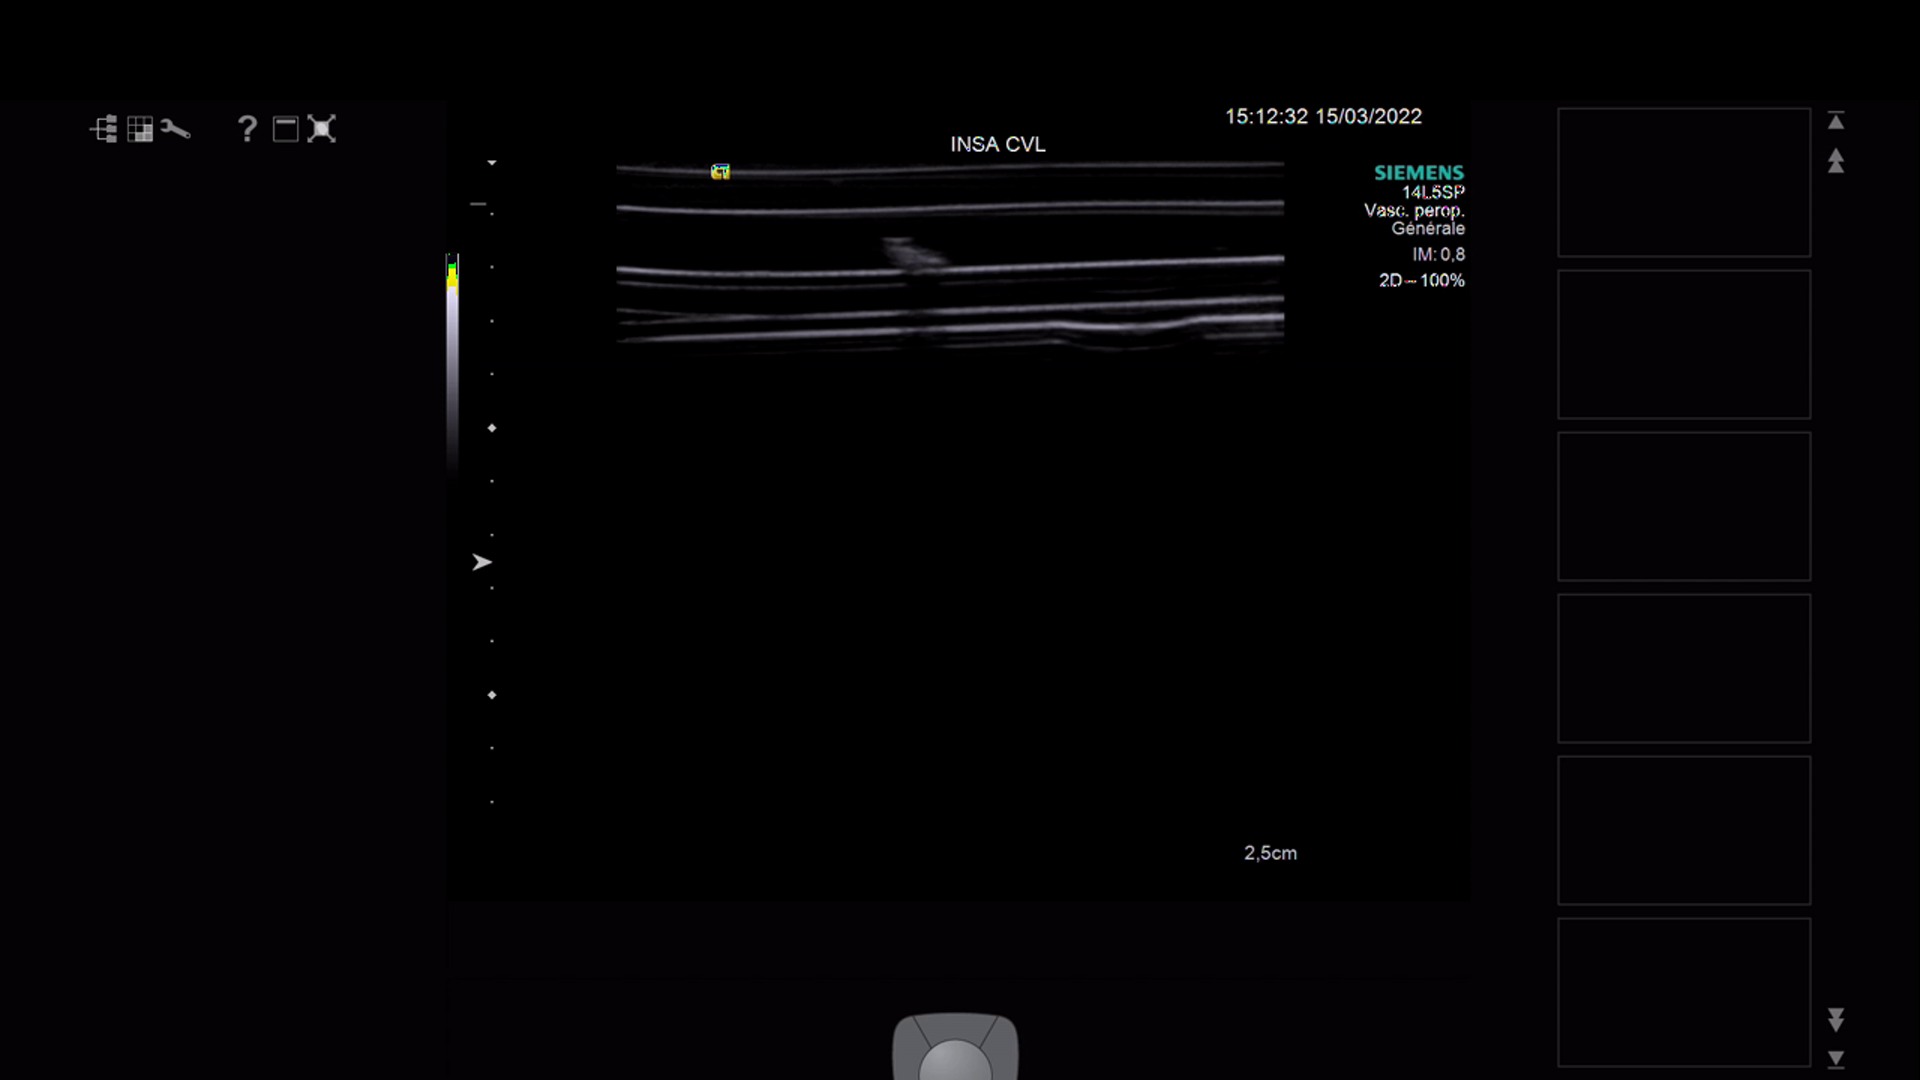 15:12:32 15/03/2022
INSA CVL
SIEMENS
14L5SP
Vasc. perop.
Générale
IM: 0,8
2D – 100%
2,5cm